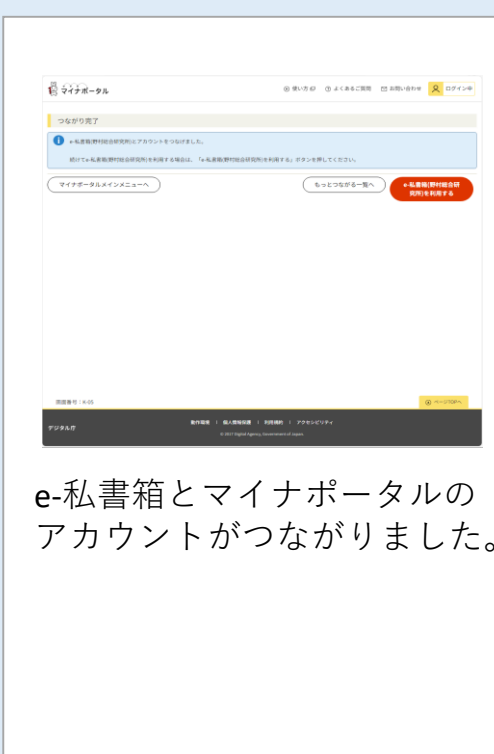 マイナポータル
使い方
よくあるご質問
お問い合わせ
ログイン中
つながり完了
e-私書箱(野村総合研究所)とアカウントをつなげました。
続けてe-私書箱(野村総合研究所)を利用する場合は、「e-私書箱(野村総合研究所)を利用する」ボタンを押してください。
マイナポータルメインメニューへ
もっとつながる一覧へ
e-私書箱(野村総合研
究所)を利用する
ページTOPへ
デジタル庁
動作環境 | 個人情報保護 | 利用規約 | アクセシビリティ
© 2017 Digital Agency, Government of Japan.
e-私書箱とマイナポータルの
アカウントがつながりました。